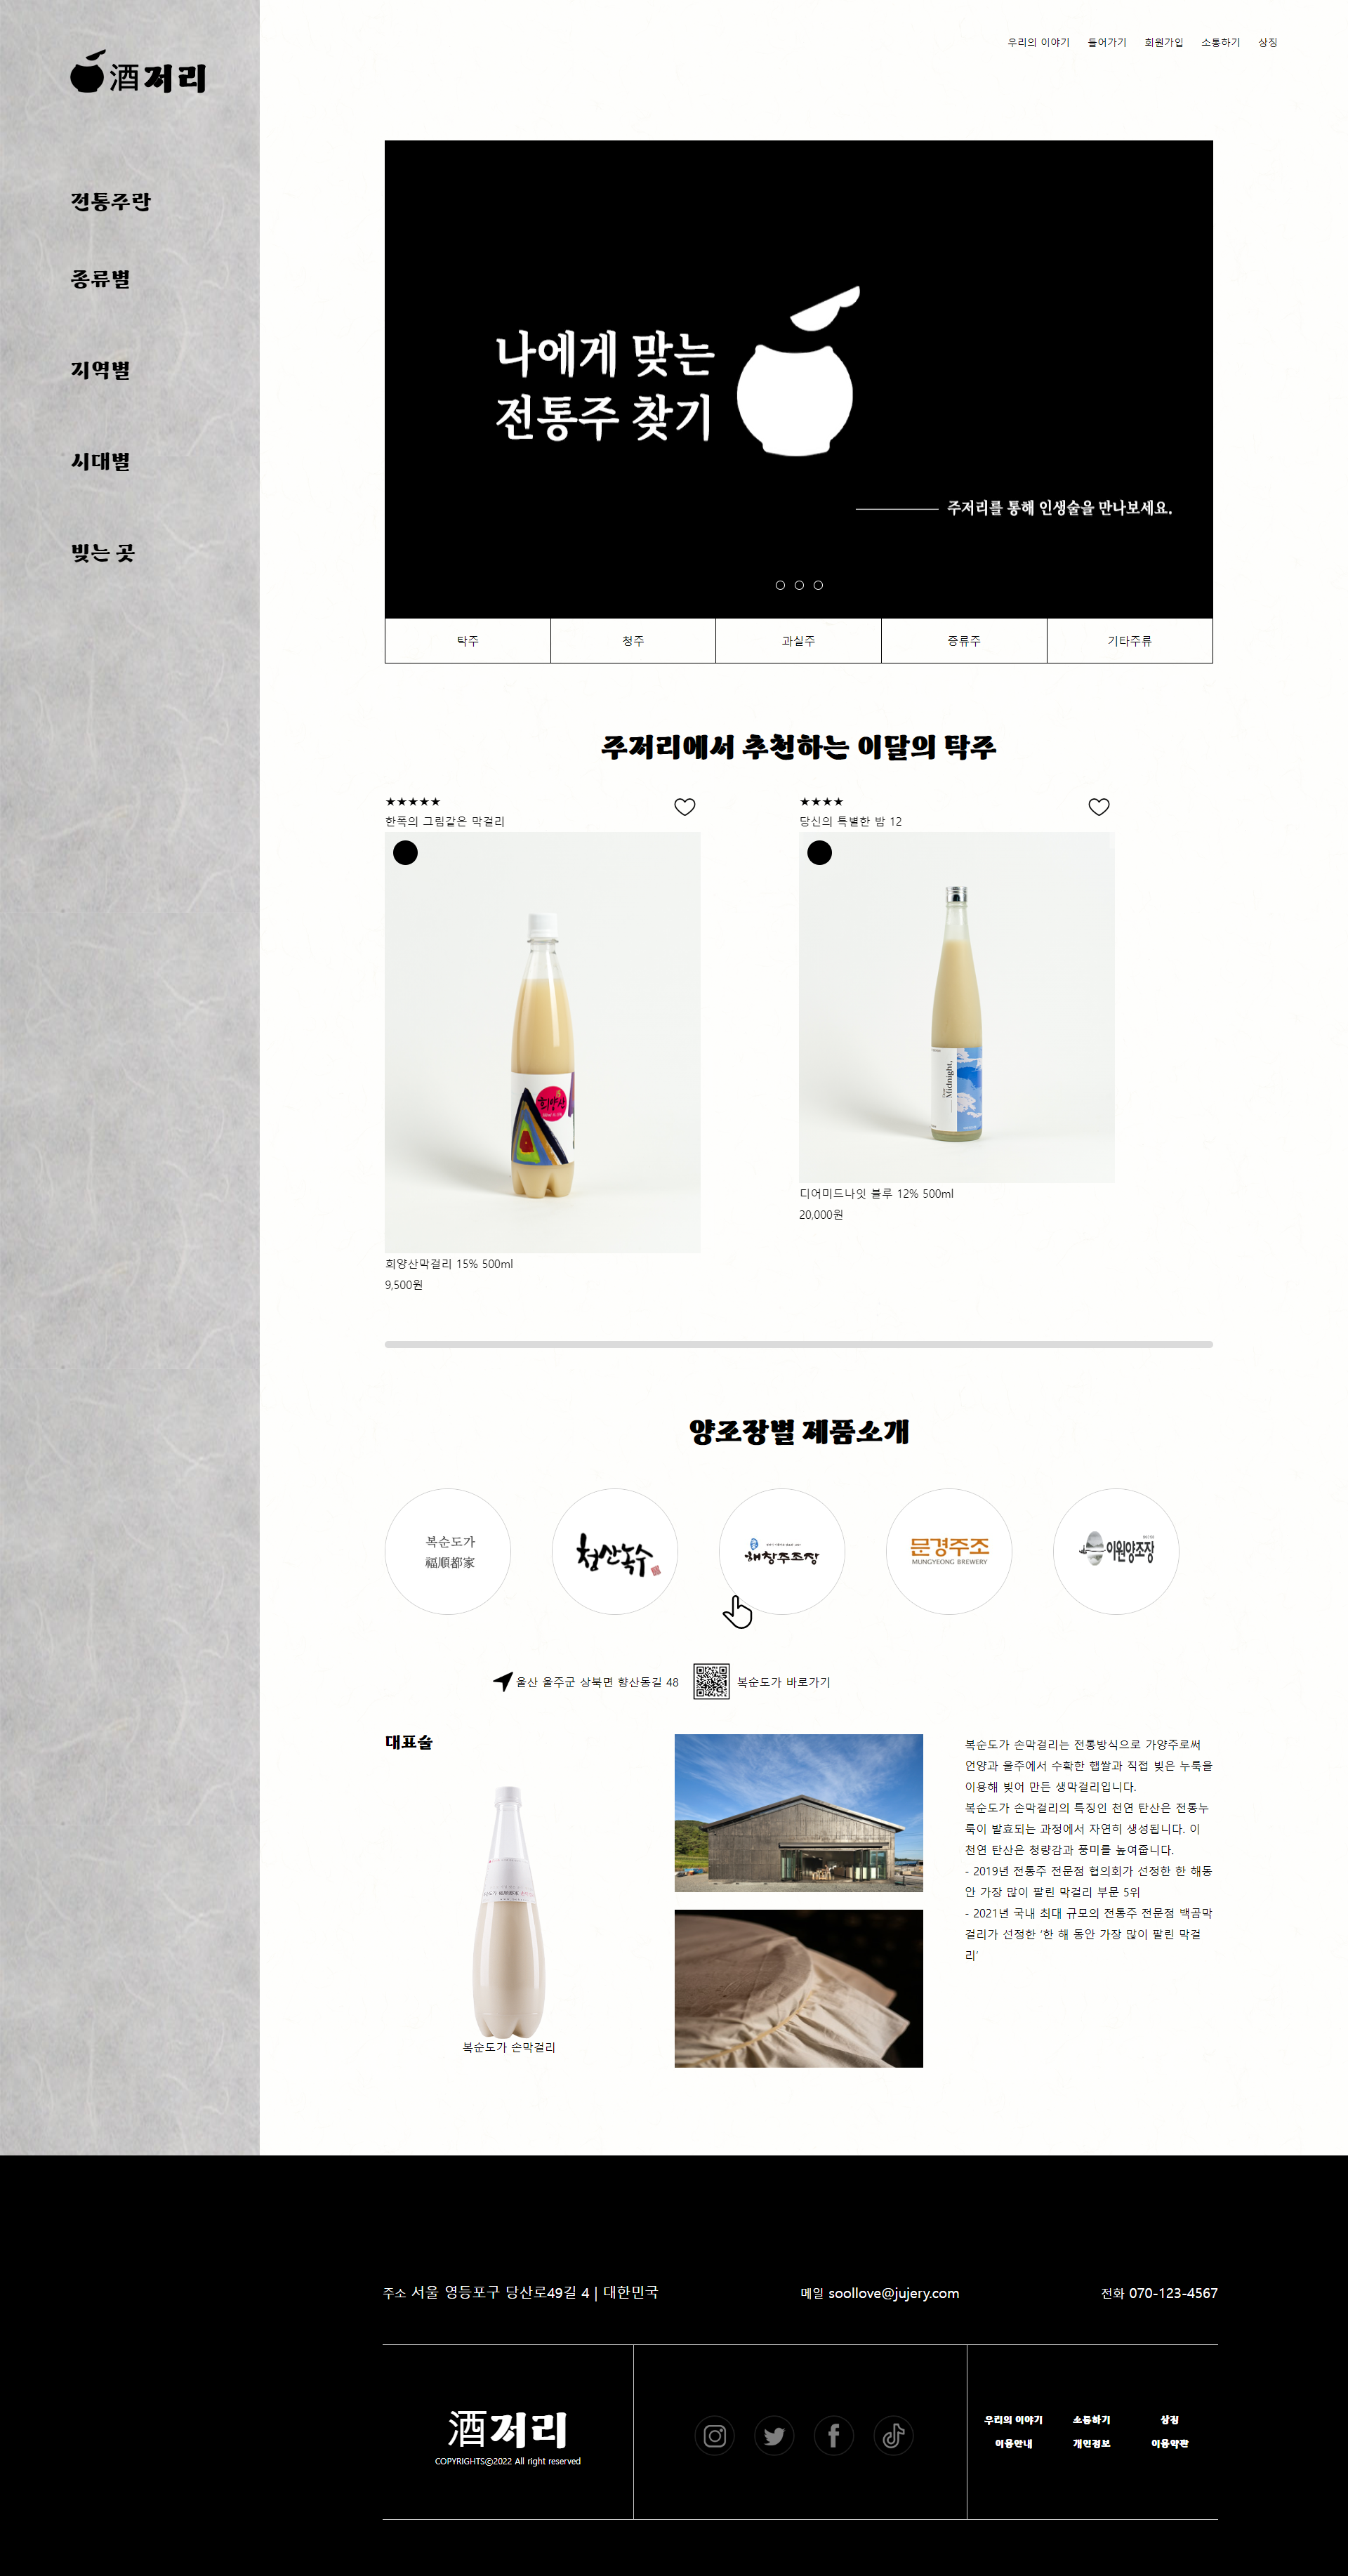 酒저리
우리의 이야기 들어가기 회원가입 소통하기 상징
전통주란
종류별
지역별
시대별
빚는 곳
나에게 맞는
전통주 찾기
주저리를 통해 인생술을 만나보세요.
탁주 청주 과실주 증류주 기타주류
주저리에서 추천하는 이달의 탁주
★★★★★
한폭의 그림같은 막걸리
희양산
희양산막걸리 15% 500ml
9,500원
★★★★
당신의 특별한 밤 12
Midnight.
디어미드나잇 블루 12% 500ml
20,000원
양조장별 제품소개
복순도가
福順都家
청산녹수
해창주조장
문경주조
MUNGYEONG BREWERY
이원양조장
울산 울주군 상북면 향산동길 48
복순도가 바로가기
대표술
복순도가 손막걸리
복순도가 손막걸리는 전통방식으로 가양주로써
언양과 울주에서 수확한 햅쌀과 직접 빚은 누룩을
이용해 빚어 만든 생막걸리입니다.
복순도가 손막걸리의 특징인 천연 탄산은 전통누
룩이 발효되는 과정에서 자연히 생성됩니다. 이
천연 탄산은 청량감과 풍미를 높여줍니다.
- 2019년 전통주 전문점 협의회가 선정한 한 해동
안 가장 많이 팔린 막걸리 부문 5위
- 2021년 국내 최대 규모의 전통주 전문점 백곰막
걸리가 선정한 '한 해 동안 가장 많이 팔린 막걸
리'
주소 서울 영등포구 당산로49길 4 | 대한민국
메일 soollove@jujery.com
전화 070-123-4567
酒저리
COPYRIGHTS©2022 All right reserved
우리의 이야기 소통하기 상징
이용안내 개인정보 이용약관